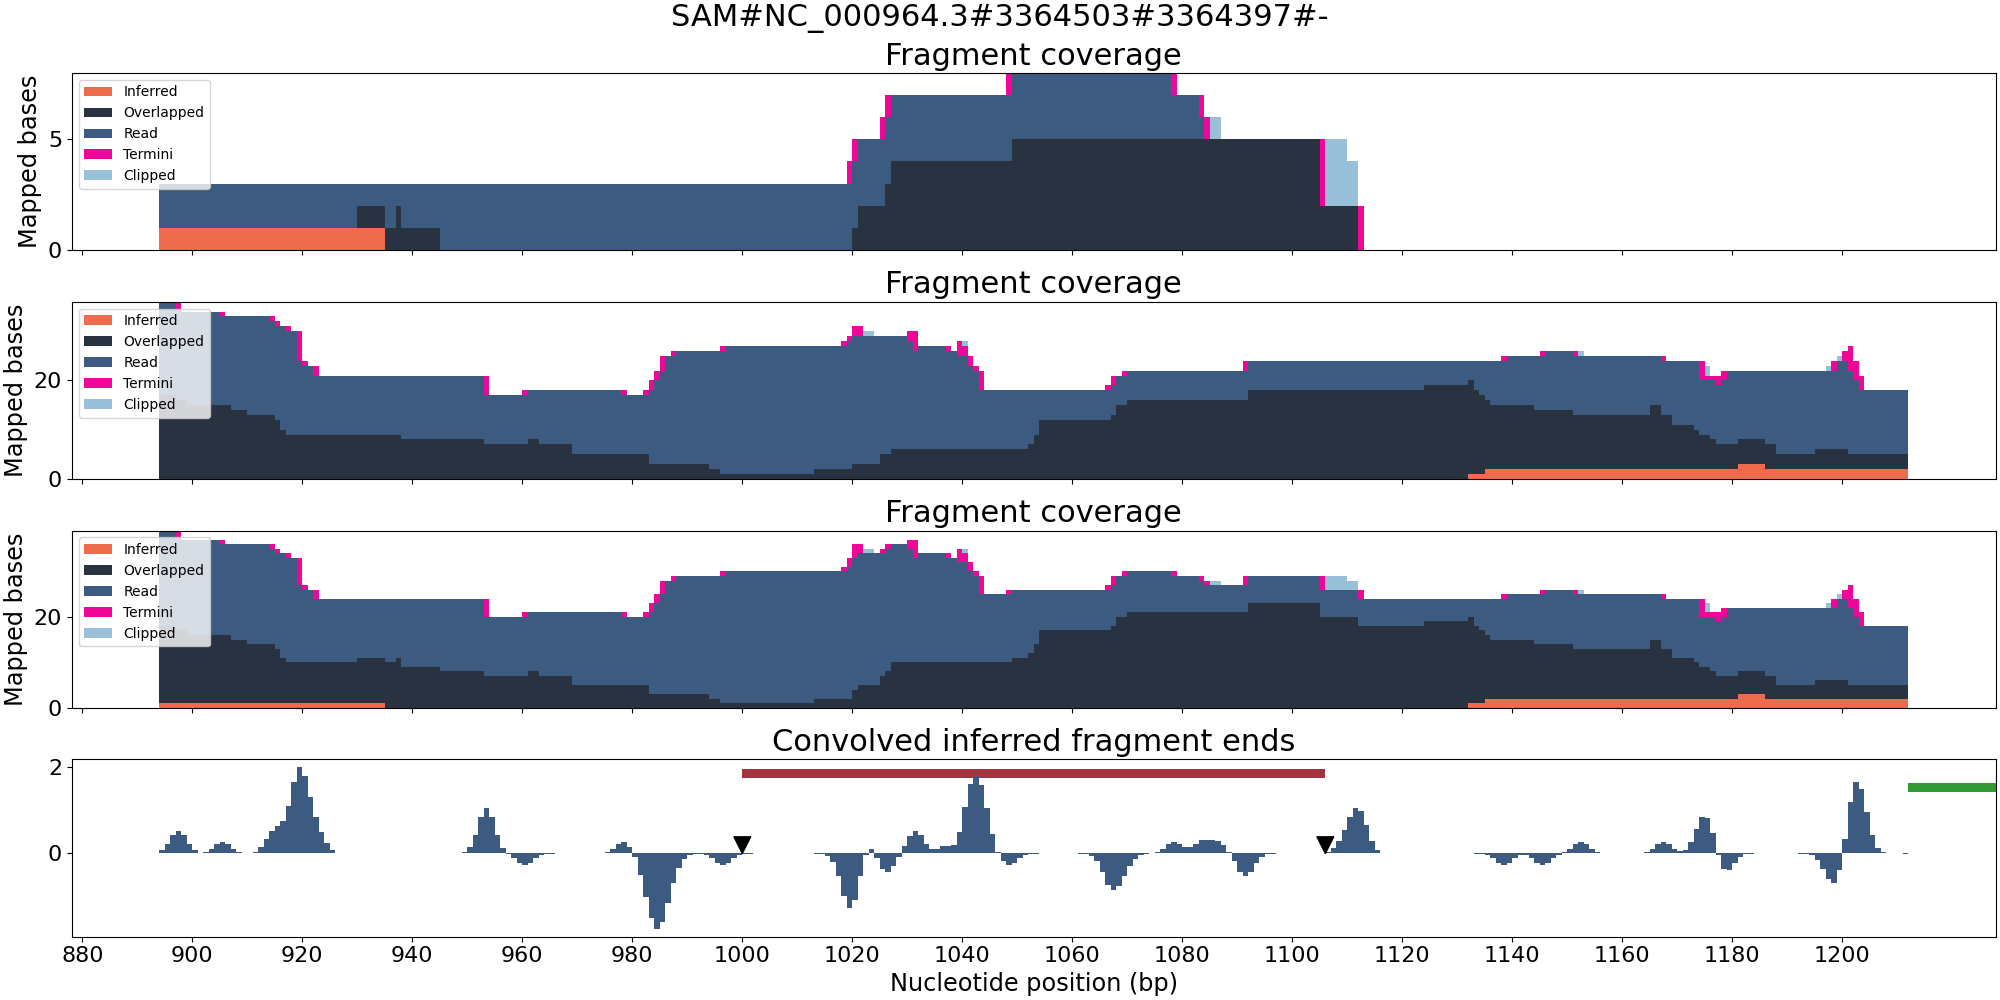 SAM#NC_000964.3#3364503#3364397#-
Fragment coverage
Mapped bases
5
0
Inferred
Overlapped
Read
Termini
Clipped
Fragment coverage
Mapped bases
20
0
Inferred
Overlapped
Read
Termini
Clipped
Fragment coverage
Mapped bases
20
0
Inferred
Overlapped
Read
Termini
Clipped
Convolved inferred fragment ends
2
0
880 900 920 940 960 980 1000 1020 1040 1060 1080 1100 1120 1140 1160 1180 1200
Nucleotide position (bp)